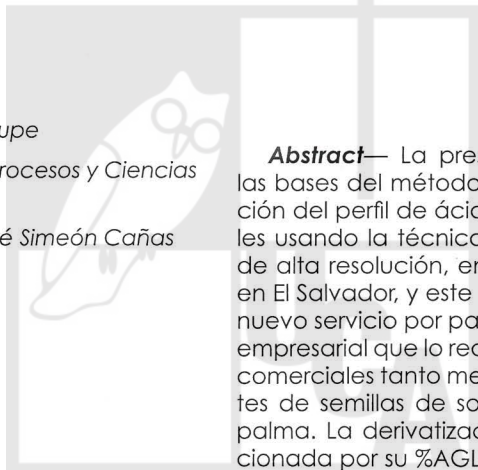 upe
rocesos y Ciencias
é Simeón Cañas
Abstract— La pre
las bases del método
ción del perfil de ácid
les usando la técnica
de alta resolución, en
en El Salvador, y este
nuevo servicio por pa
empresarial que lo req
comerciales tanto me
tes de semillas de so
palma. La derivatizac
cionada por su %AGL
UCA